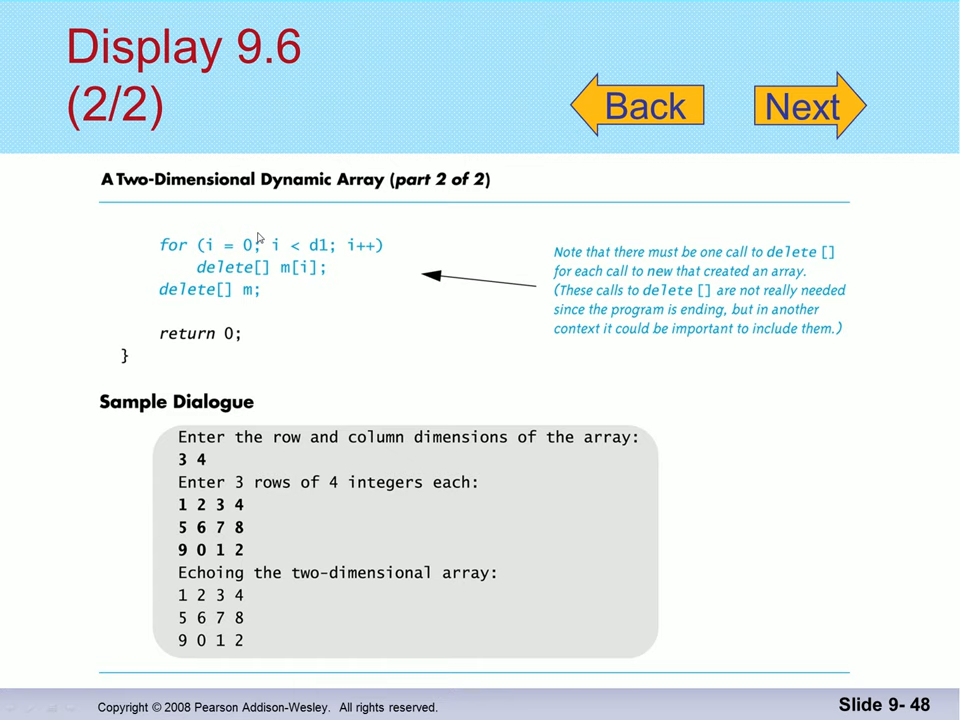 Display 9.6
(2/2)
Back
Next
A Two-Dimensional Dynamic Array (part 2 of 2)
for (i = 0; i < d1; i++)
delete[] m[i];
delete[] m;
return 0;
}
Note that there must be one call to delete []
for each call to new that created an array.
(These calls to delete [] are not really needed
since the program is ending, but in another
context it could be important to include them.)
Sample Dialogue
Enter the row and column dimensions of the array:
3 4
Enter 3 rows of 4 integers each:
1 2 3 4
5 6 7 8
9 0 1 2
Echoing the two-dimensional array:
1 2 3 4
5 6 7 8
9 0 1 2
Copyright © 2008 Pearson Addison-Wesley. All rights reserved.
Slide 9- 48